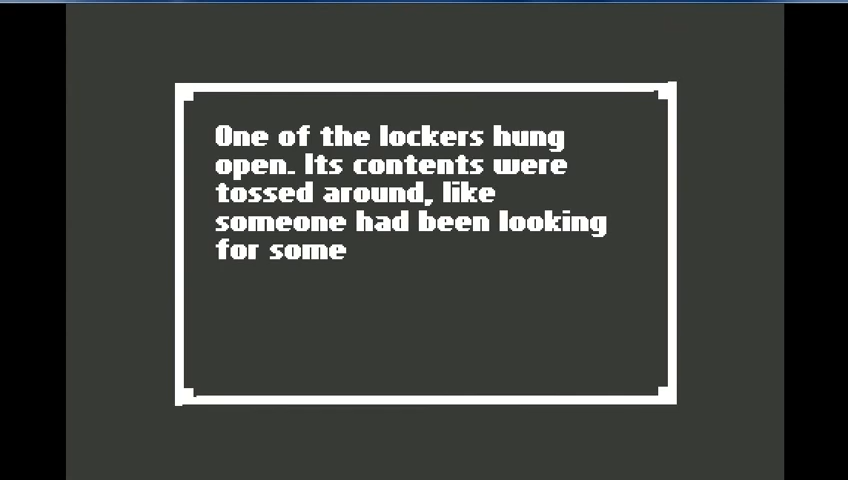 One of the lockers hung
open. Its contents were
tossed around, like
someone had been looking
for some